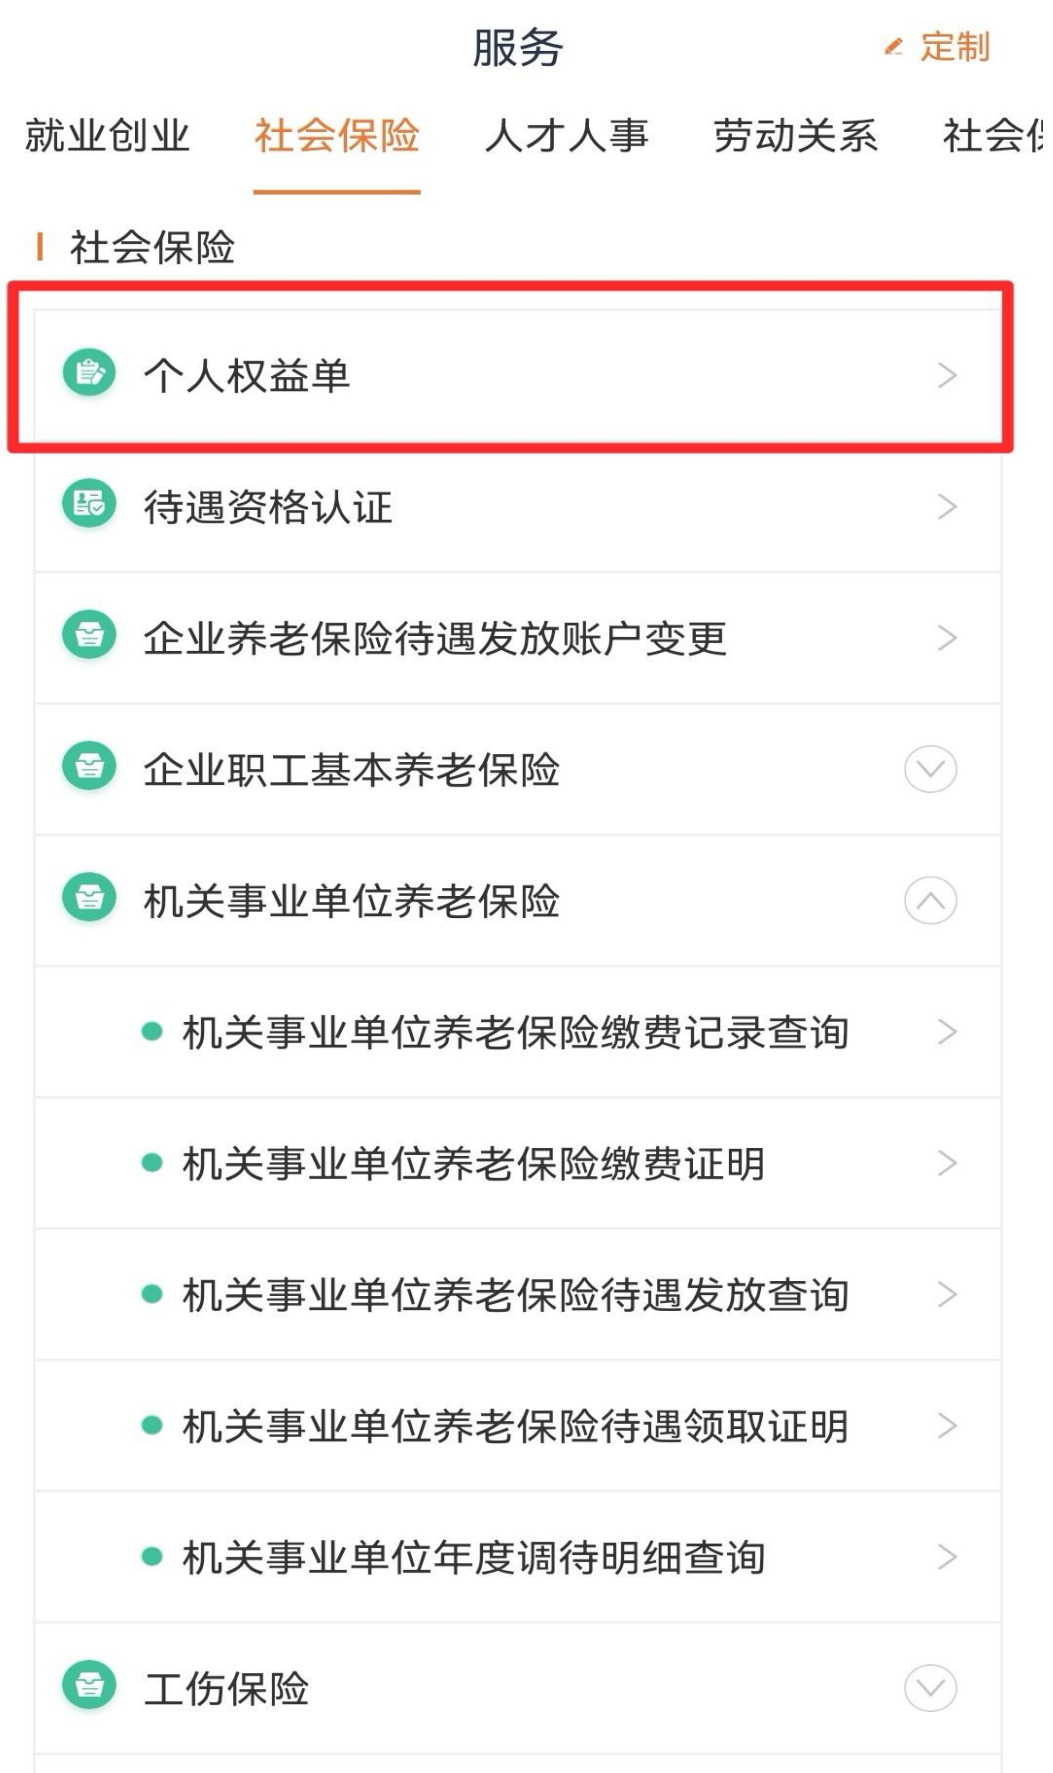 服务
定制
就业创业 社会保险 人才人事 劳动关系 社会
社会保险
个人权益单
待遇资格认证
企业养老保险待遇发放账户变更
企业职工基本养老保险
机关事业单位养老保险
机关事业单位养老保险缴费记录查询
机关事业单位养老保险缴费证明
机关事业单位养老保险待遇发放查询
机关事业单位养老保险待遇领取证明
机关事业单位年度调待明细查询
工伤保险